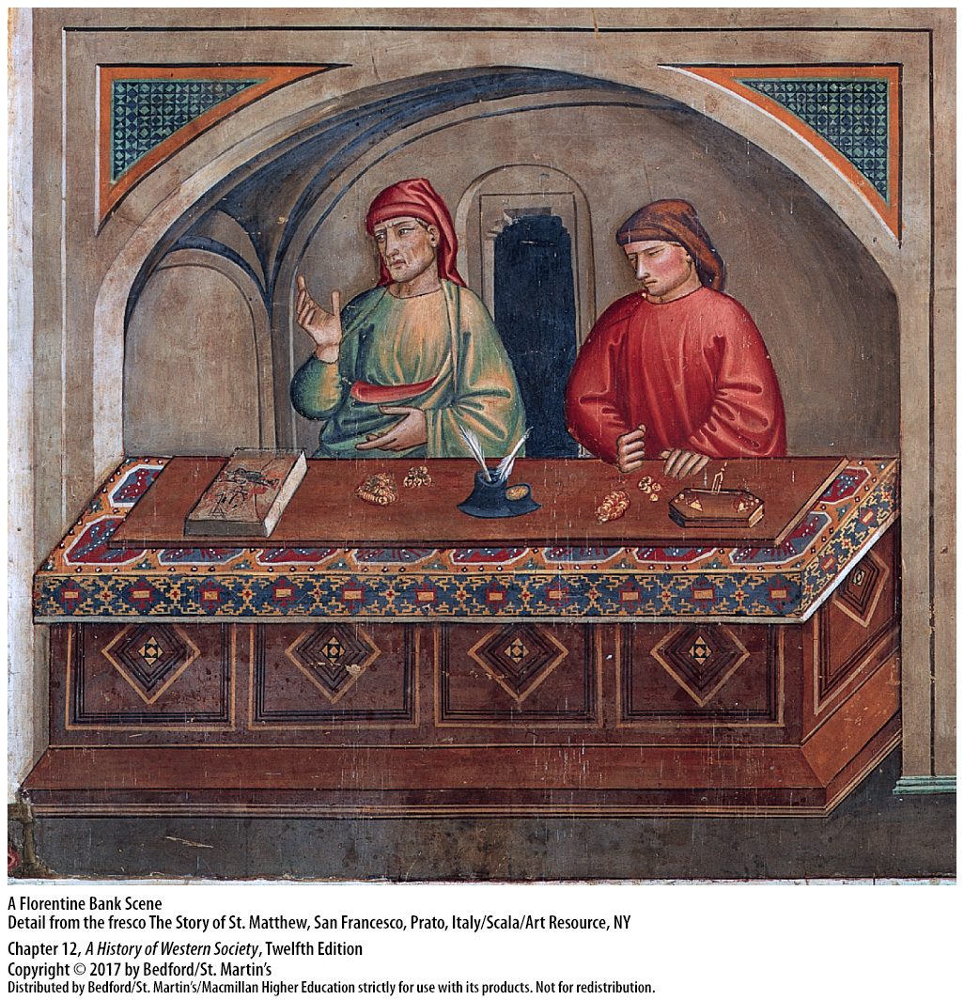 A Florentine Bank Scene
Detail from the fresco The Story of St. Matthew, San Francesco, Prato, Italy/Scala/Art Resource, NY
Chapter 12, A History of Western Society, Twelfth Edition
Copyright © 2017 by Bedford/St. Martin's
Distributed by Bedford/St. Martin's/Macmillan Higher Education strictly for use with its products. Not for redistribution.